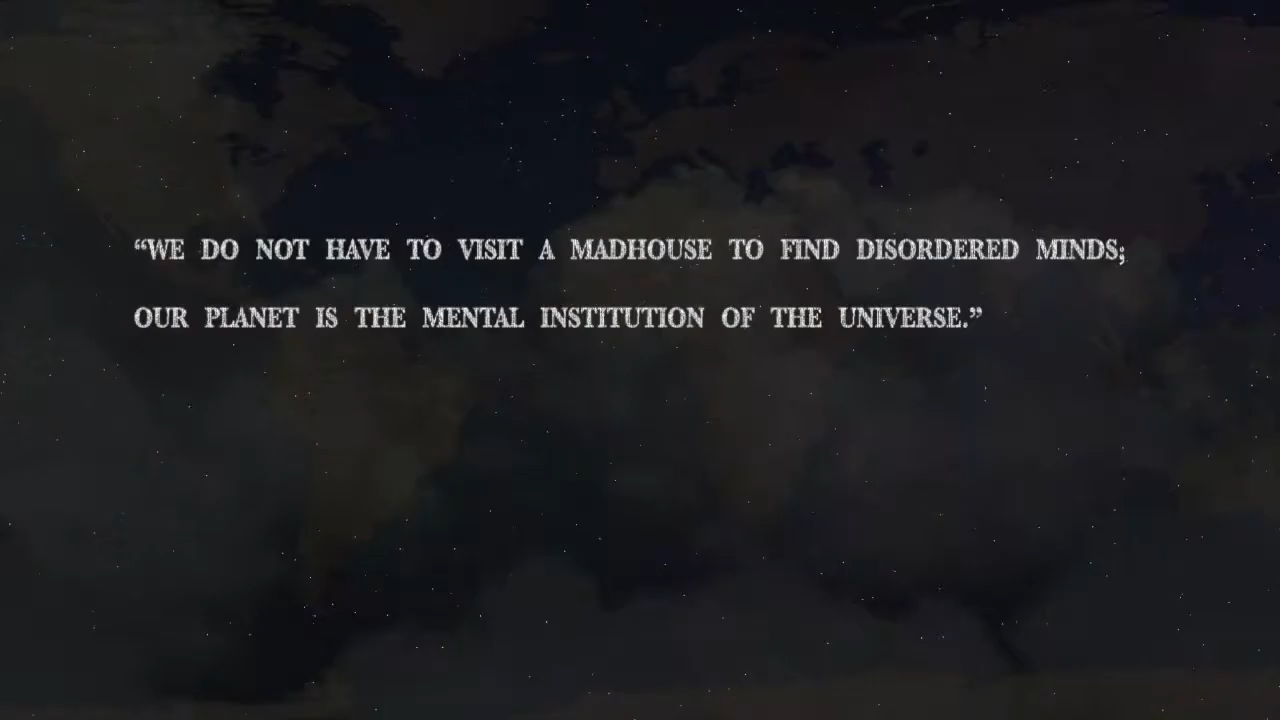 “WE DO NOT HAVE TO VISIT A MADHOUSE TO FIND DISORDERED MINDS;
OUR PLANET IS THE MENTAL INSTITUTION OF THE UNIVERSE.”